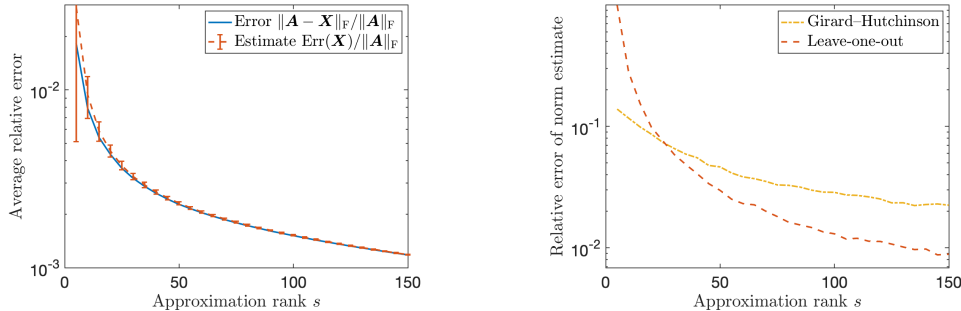 Error ‖A − X‖F/‖A‖F
Estimate Err(X)/‖A‖F
10⁻²
10⁻³
Average relative error
0
50
100
150
Approximation rank s
Girard–Hutchinson
Leave-one-out
10⁻¹
10⁻²
Relative error of norm estimate
0
50
100
150
Approximation rank s